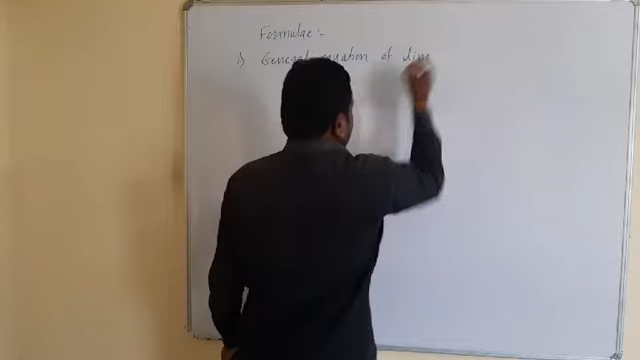 Formulae :-
1) General equation of line